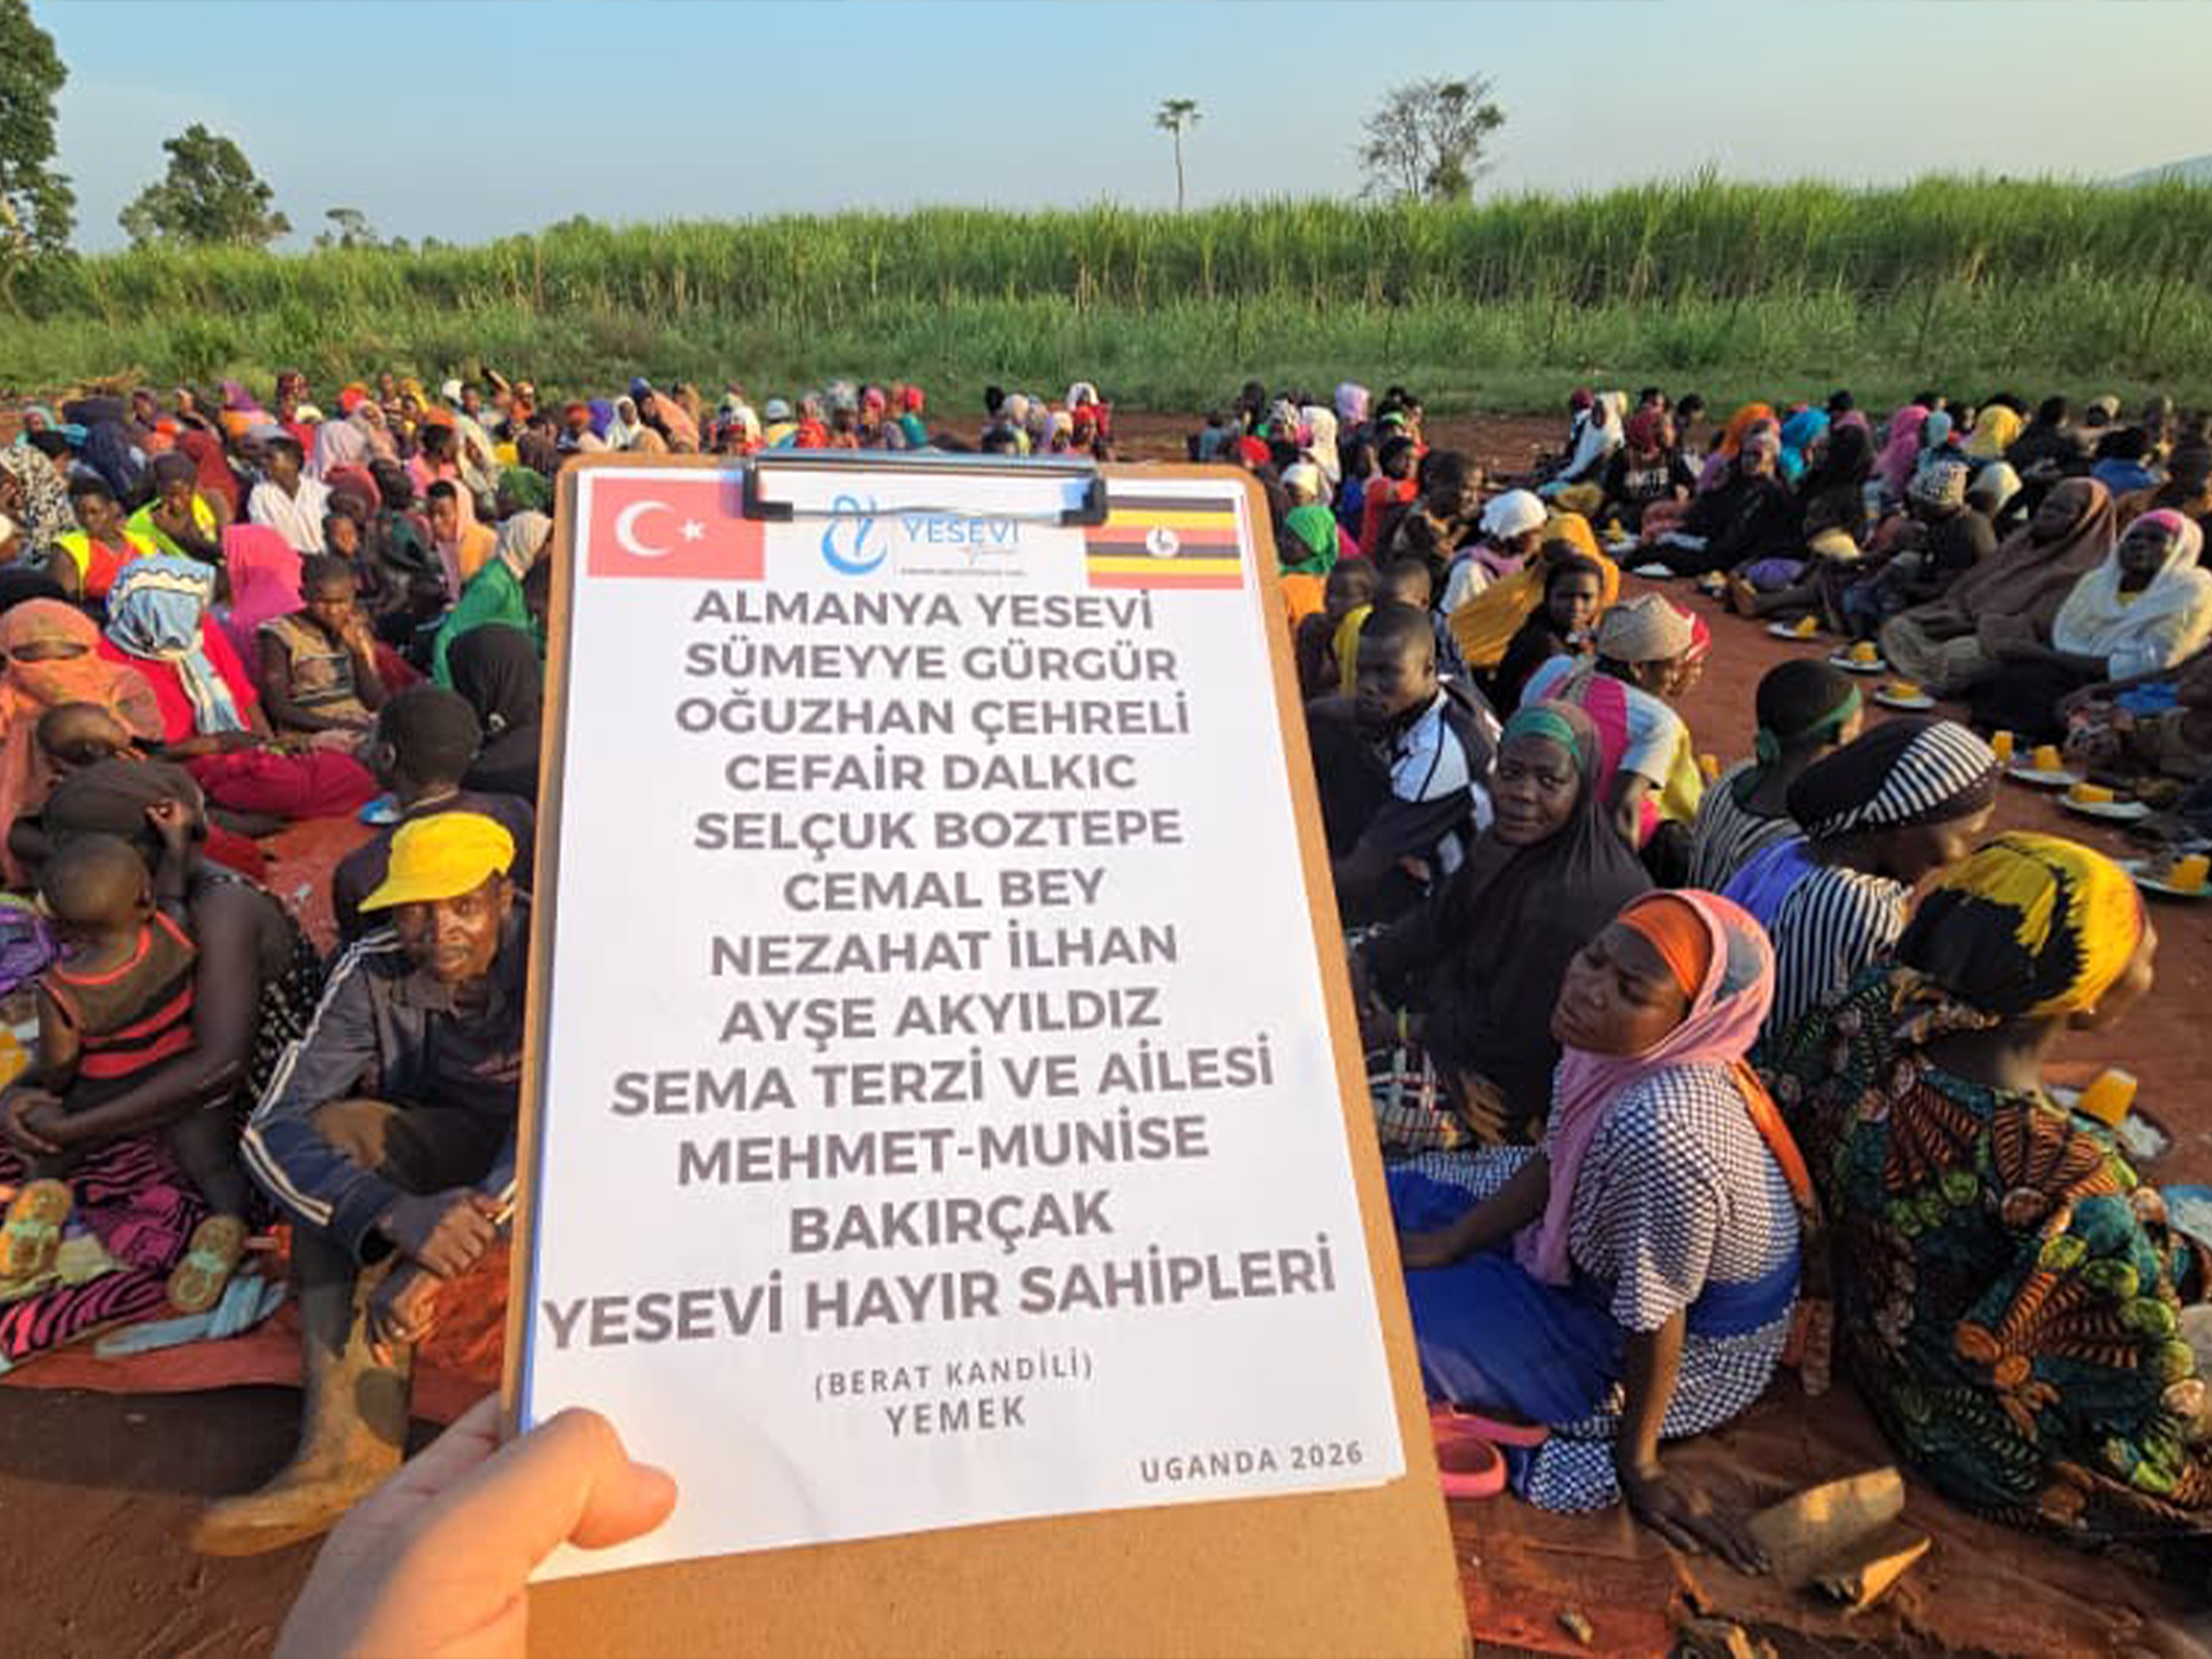 YESEVİ
ALMANYA YESEVİ
SÜMEYYE GÜRGÜR
OĞUZHAN ÇEHRELİ
CEFAİR DALKIC
SELÇUK BOZTEPE
CEMAL BEY
NEZAHAT İLHAN
AYŞE AKYILDIZ
SEMA TERZİ VE AİLESİ
MEHMET-MUNİSE
BAKIRÇAK
YESEVİ HAYIR SAHİPLERİ
(BERAT KANDİLİ)
YEMEK
UGANDA 2026